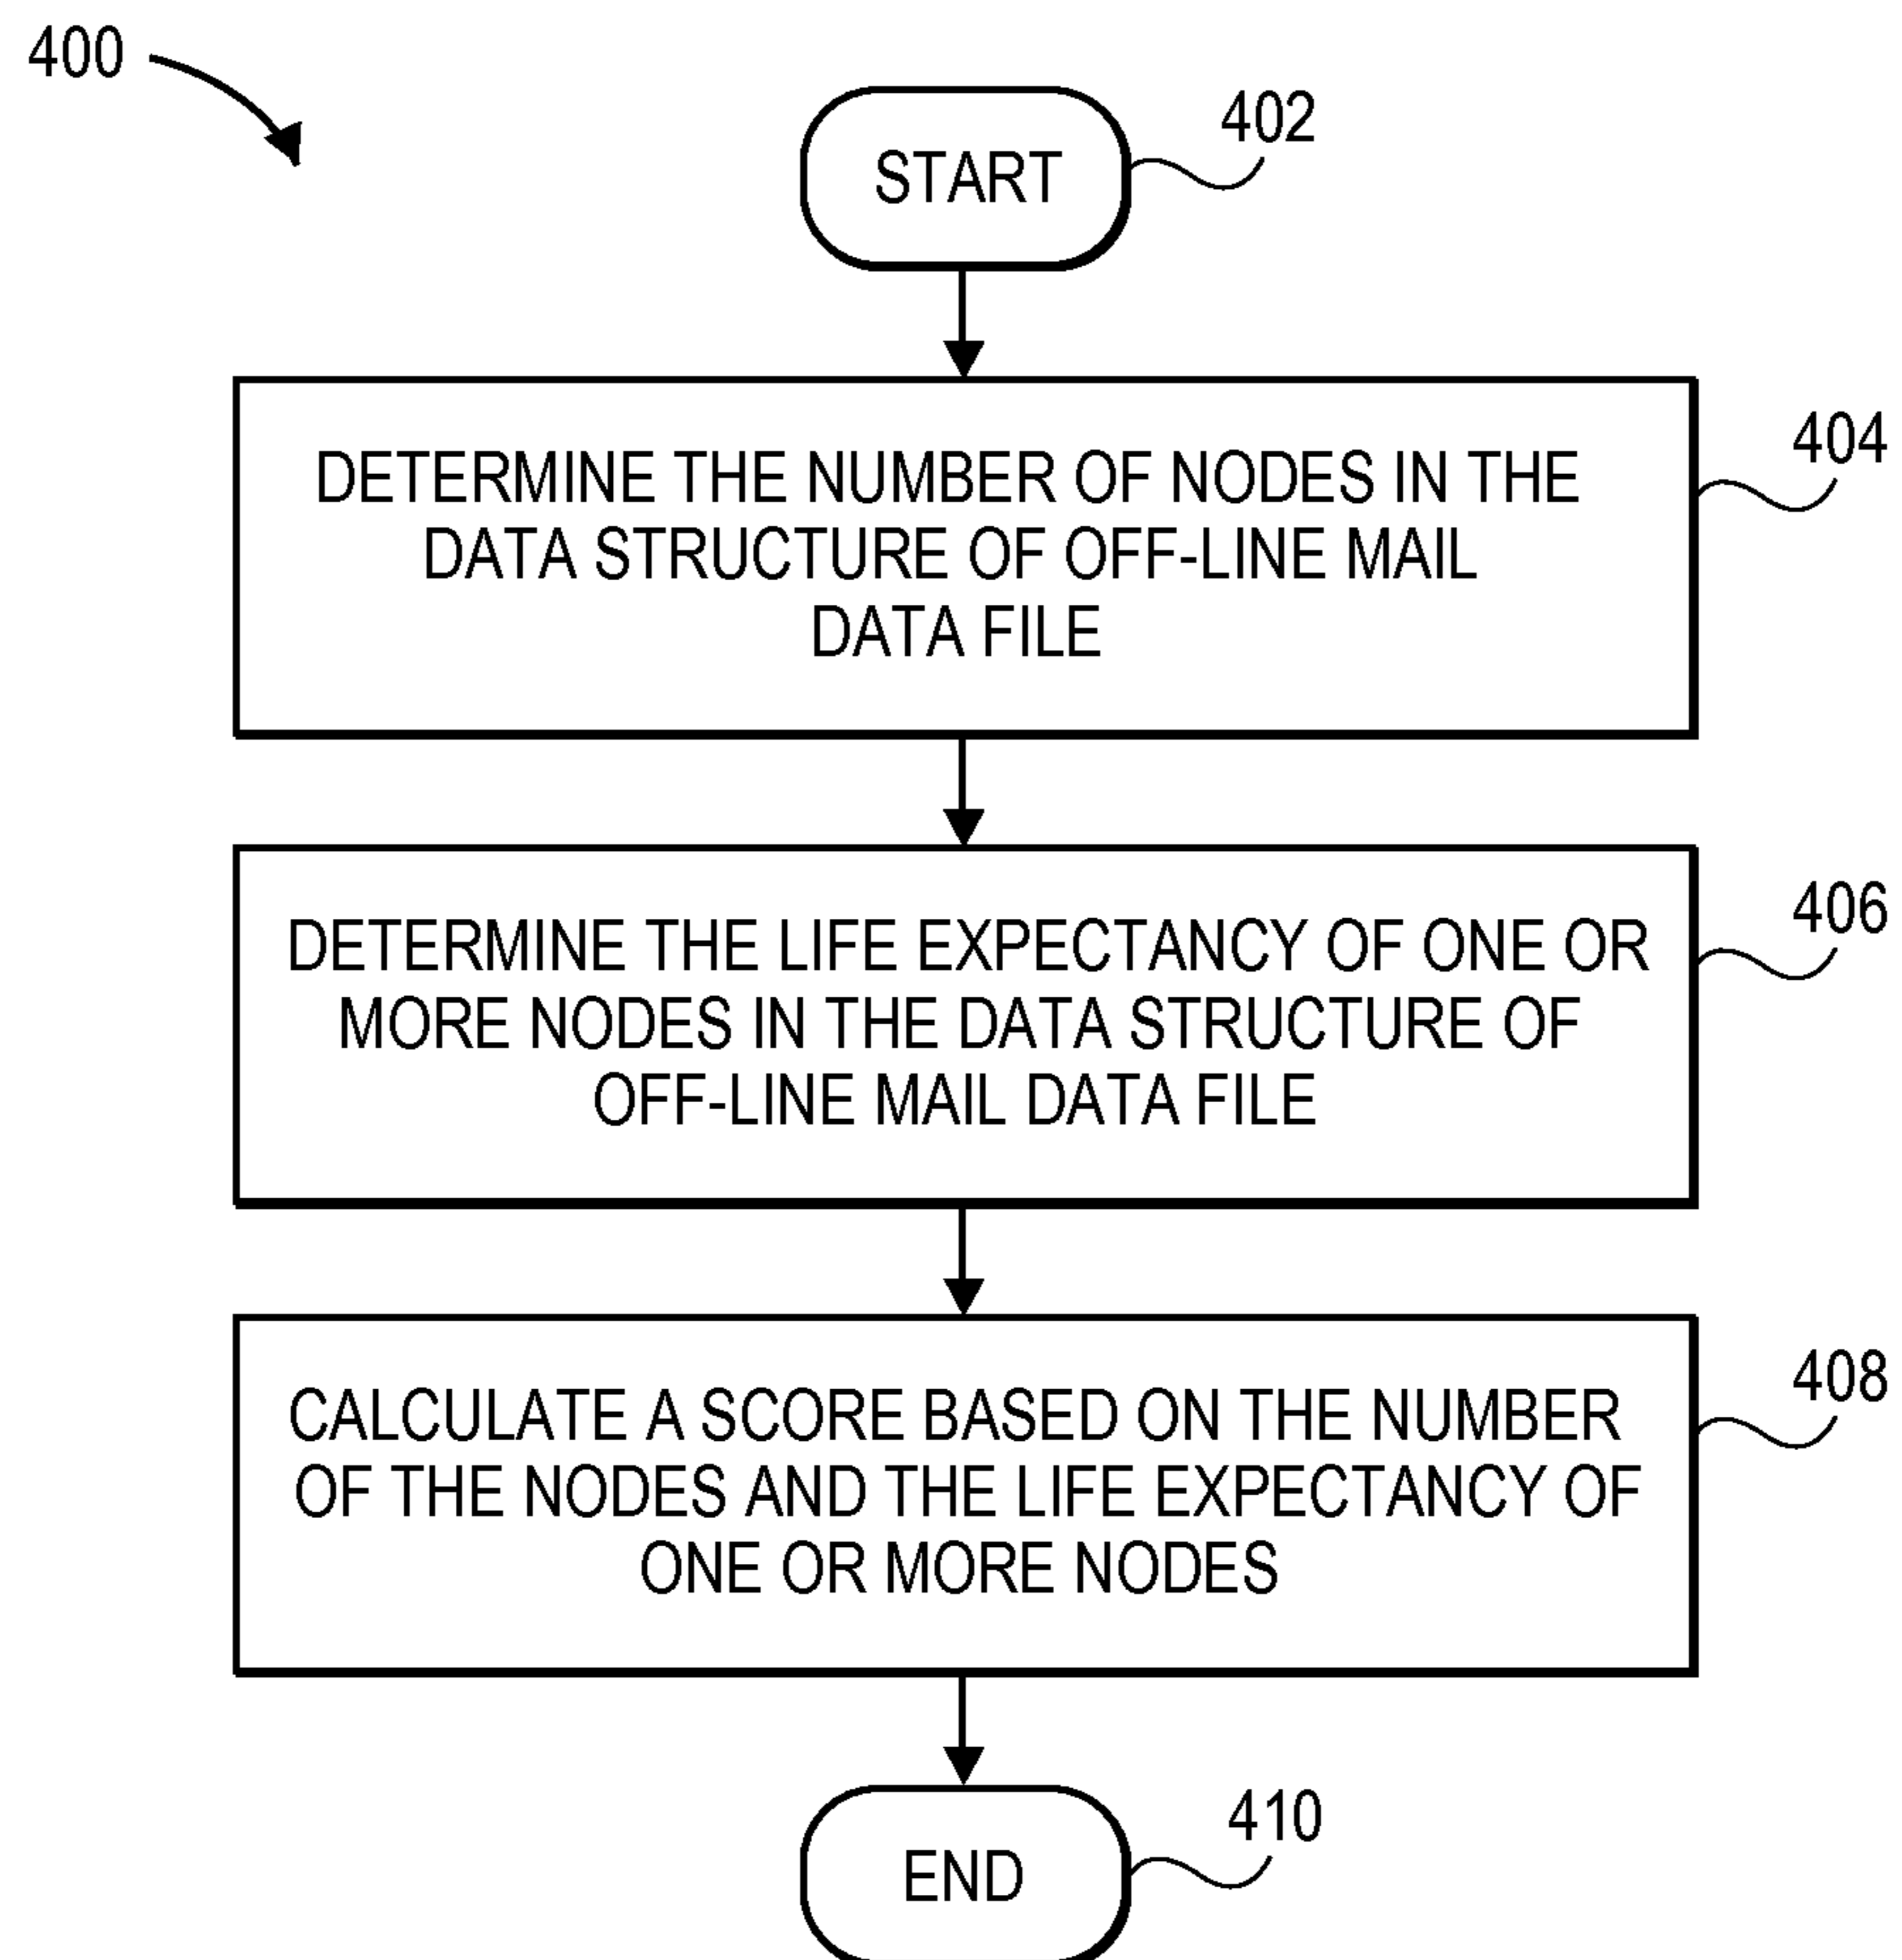 400
402
START
404
DETERMINE THE NUMBER OF NODES IN THE
DATA STRUCTURE OF OFF-LINE MAIL
DATA FILE
406
DETERMINE THE LIFE EXPECTANCY OF ONE OR
MORE NODES IN THE DATA STRUCTURE OF
OFF-LINE MAIL DATA FILE
408
CALCULATE A SCORE BASED ON THE NUMBER
OF THE NODES AND THE LIFE EXPECTANCY OF
ONE OR MORE NODES
410
END